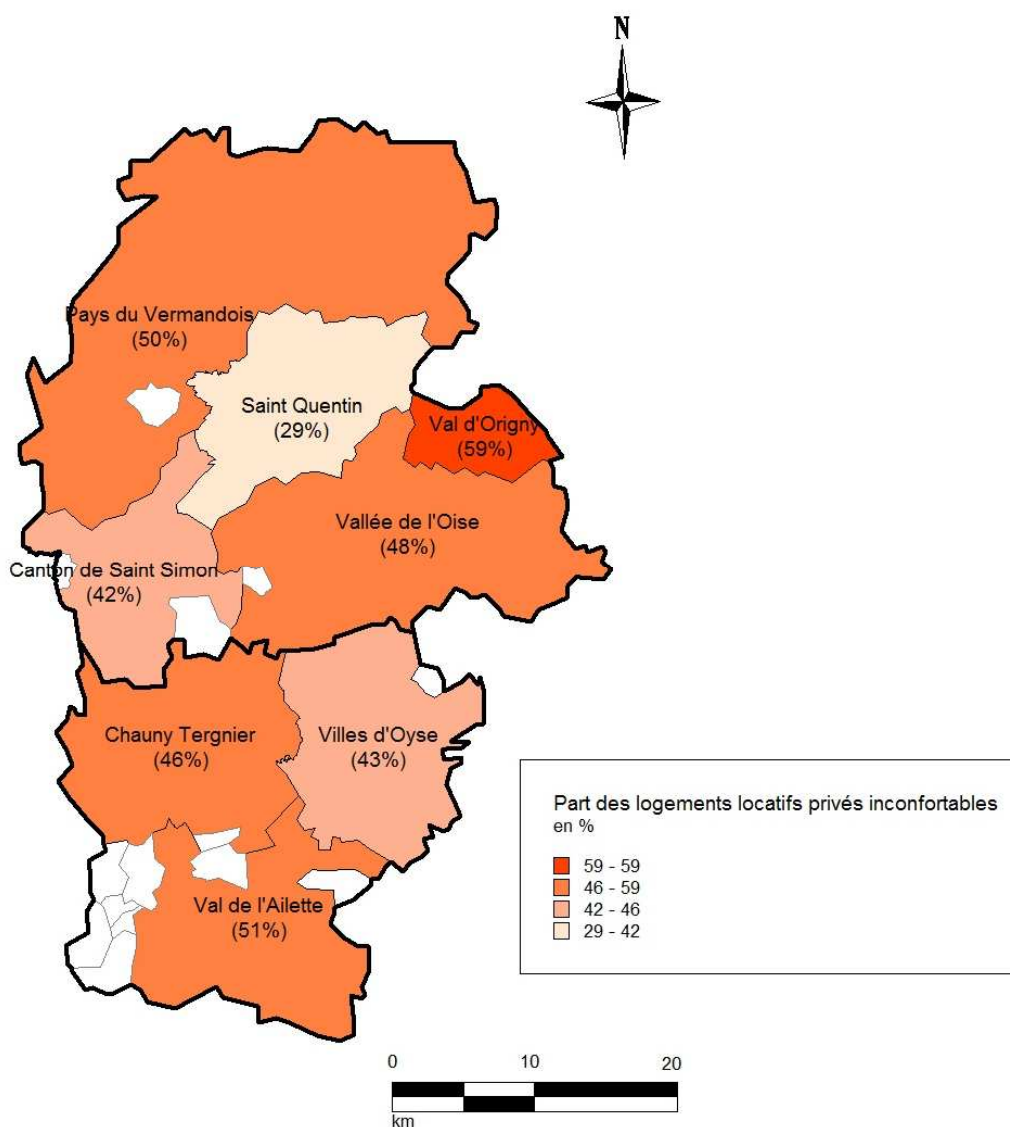 N
Pays du Vermandois
(50%)
Saint Quentin
(29%)
Val d'Origny
(59%)
Vallée de l'Oise
(48%)
Canton de Saint Simon
(42%)
Chauny Tergnier
(46%)
Villes d'Oyse
(43%)
Val de l'Ailette
(51%)
Part des logements locatifs privés inconfortables
en %
59 - 59
46 - 59
42 - 46
29 - 42
0 10 20
km